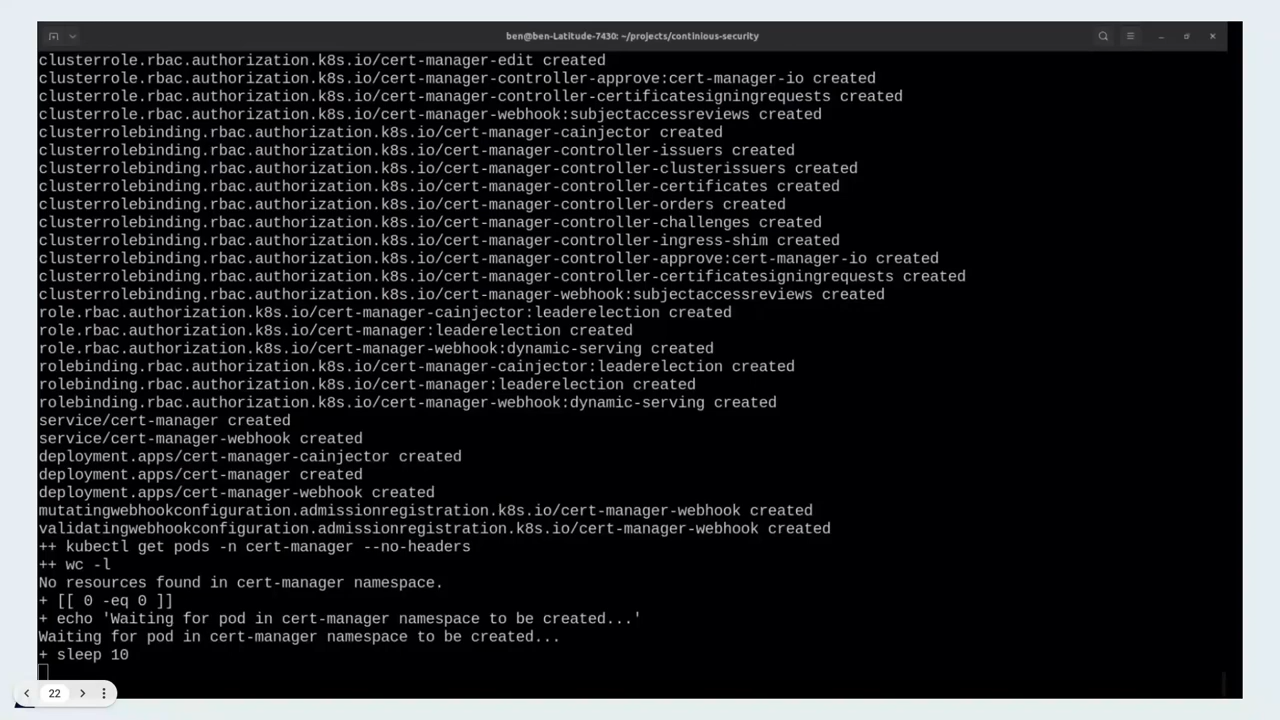 ben@ben-Latitude-7430: ~/projects/continious-security
clusterrole.rbac.authorization.k8s.io/cert-manager-edit created
clusterrole.rbac.authorization.k8s.io/cert-manager-controller-approve:cert-manager-io created
clusterrole.rbac.authorization.k8s.io/cert-manager-controller-certificatesigningrequests created
clusterrole.rbac.authorization.k8s.io/cert-manager-webhook:subjectaccessreviews created
clusterrolebinding.rbac.authorization.k8s.io/cert-manager-cainjector created
clusterrolebinding.rbac.authorization.k8s.io/cert-manager-controller-issuers created
clusterrolebinding.rbac.authorization.k8s.io/cert-manager-controller-clusterissuers created
clusterrolebinding.rbac.authorization.k8s.io/cert-manager-controller-certificates created
clusterrolebinding.rbac.authorization.k8s.io/cert-manager-controller-orders created
clusterrolebinding.rbac.authorization.k8s.io/cert-manager-controller-challenges created
clusterrolebinding.rbac.authorization.k8s.io/cert-manager-controller-ingress-shim created
clusterrolebinding.rbac.authorization.k8s.io/cert-manager-controller-approve:cert-manager-io created
clusterrolebinding.rbac.authorization.k8s.io/cert-manager-controller-certificatesigningrequests created
clusterrolebinding.rbac.authorization.k8s.io/cert-manager-webhook:subjectaccessreviews created
role.rbac.authorization.k8s.io/cert-manager-cainjector:leaderelection created
role.rbac.authorization.k8s.io/cert-manager:leaderelection created
role.rbac.authorization.k8s.io/cert-manager-webhook:dynamic-serving created
rolebinding.rbac.authorization.k8s.io/cert-manager-cainjector:leaderelection created
rolebinding.rbac.authorization.k8s.io/cert-manager:leaderelection created
rolebinding.rbac.authorization.k8s.io/cert-manager-webhook:dynamic-serving created
service/cert-manager created
service/cert-manager-webhook created
deployment.apps/cert-manager-cainjector created
deployment.apps/cert-manager created
deployment.apps/cert-manager-webhook created
mutatingwebhookconfiguration.admissionregistration.k8s.io/cert-manager-webhook created
validatingwebhookconfiguration.admissionregistration.k8s.io/cert-manager-webhook created
++ kubectl get pods -n cert-manager --no-headers
++ wc -l
No resources found in cert-manager namespace.
+ [[ 0 -eq 0 ]]
+ echo 'Waiting for pod in cert-manager namespace to be created...'
Waiting for pod in cert-manager namespace to be created...
+ sleep 10
22